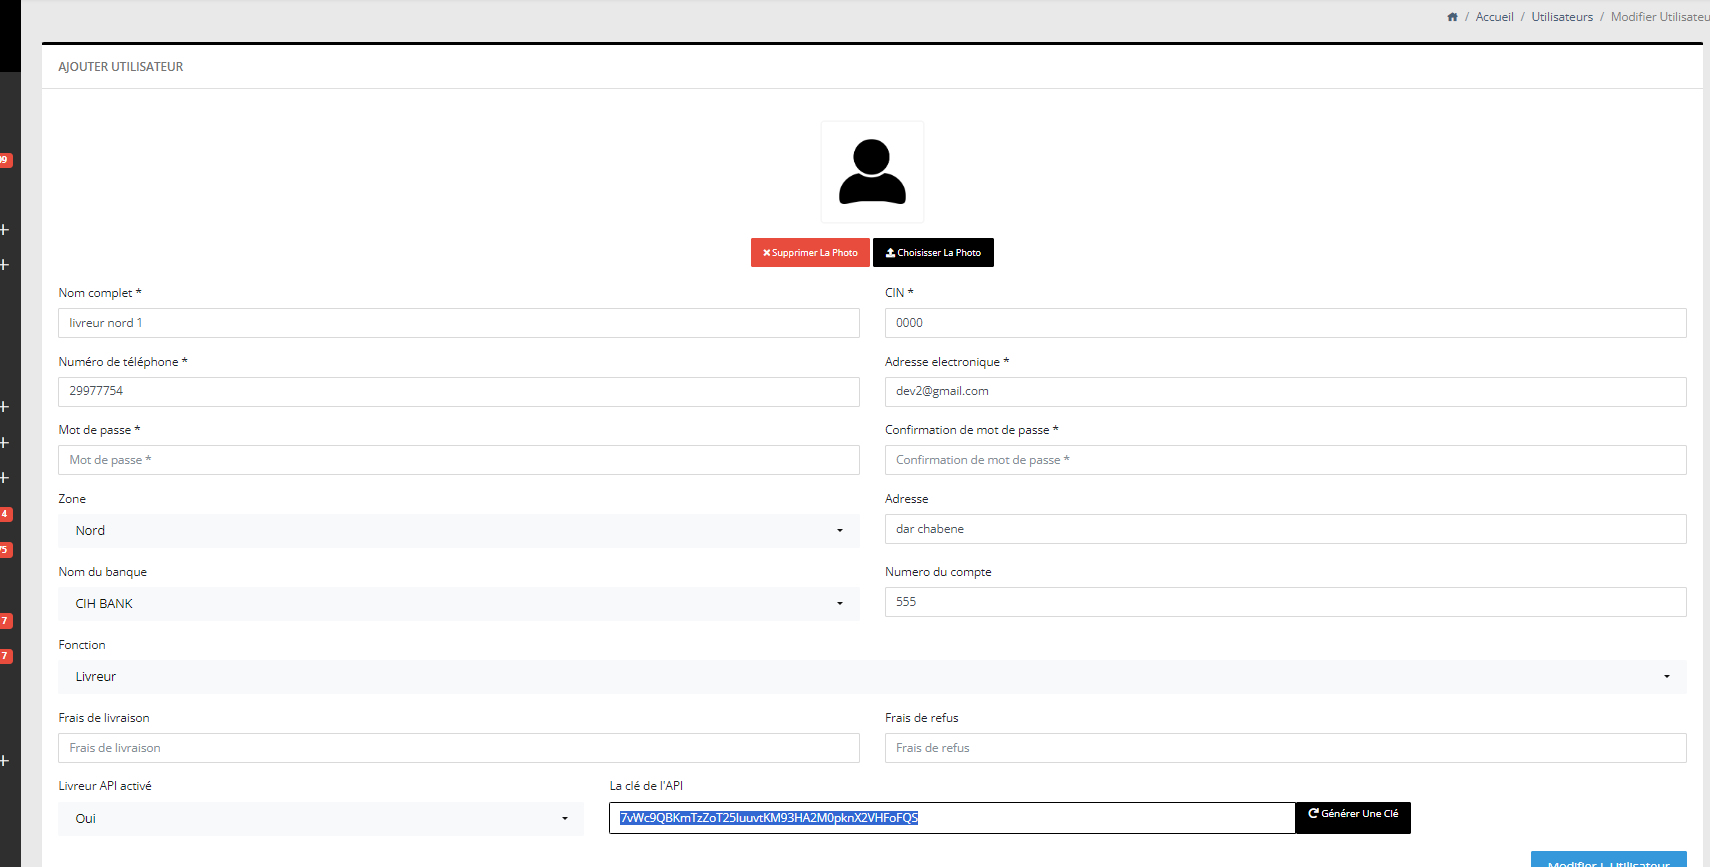 / Accueil / Utilisateurs / Modifier Utilisateu
AJOUTER UTILISATEUR
09
Supprimer La Photo
Choisisser La Photo
Nom complet *
CIN *
livreur nord 1
0000
Numéro de téléphone *
Adresse electronique *
29977754
dev2@gmail.com
Mot de passe *
Confirmation de mot de passe *
Mot de passe *
Confirmation de mot de passe *
Zone
Adresse
4
Nord
dar chabene
75
Nom du banque
Numero du compte
CIH BANK
555
7
Fonction
7
Livreur
Frais de livraison
Frais de refus
Frais de livraison
Frais de refus
Livreur API activé
La clé de l'API
Oui
7vWc9QBKmTzZoT25luuvtKM93HA2M0pknX2VHFoFQS
Générer Une Clé
Modifier L Utilisateur